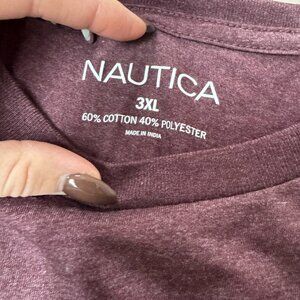 NAUTICA
3XL
60% COTTON 40% POLYESTER
MADE IN INDIA